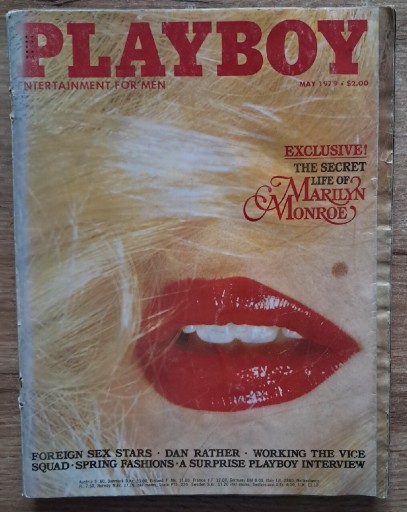 PLAYBOY
ENTERTAINMENT FOR MEN
MAY 1979 • $2.00
EXCLUSIVE!
THE SECRET
LIFE OF
MARILYN
MONROE
FOREIGN SEX STARS · DAN RATHER · WORKING THE VICE
SQUAD · SPRING FASHIONS · A SURPRISE PLAYBOY INTERVIEW